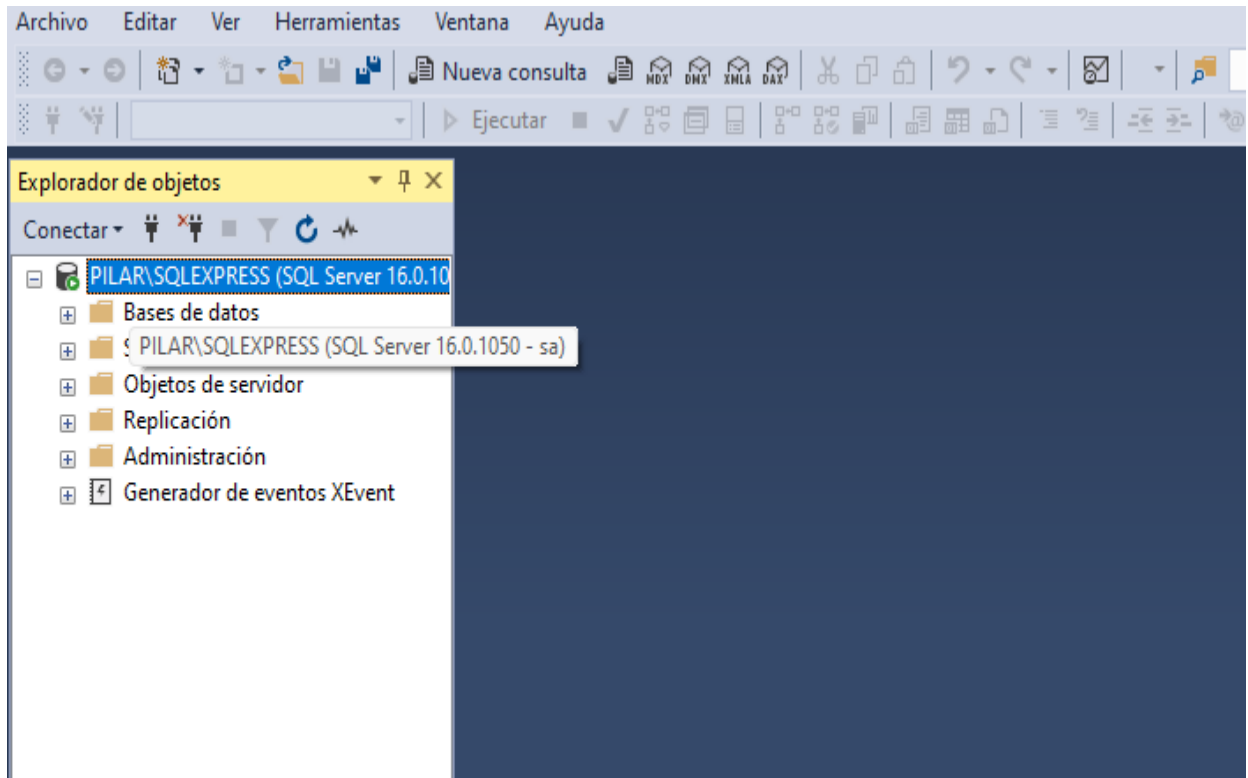 Archivo Editar Ver Herramientas Ventana Ayuda
Nueva consulta MDX DMX XMLA DAX
Ejecutar
Explorador de objetos
Conectar
PILAR\SQLEXPRESS (SQL Server 16.0.10
Bases de datos
PILAR\SQLEXPRESS (SQL Server 16.0.1050 - sa)
Objetos de servidor
Replicación
Administración
Generador de eventos XEvent